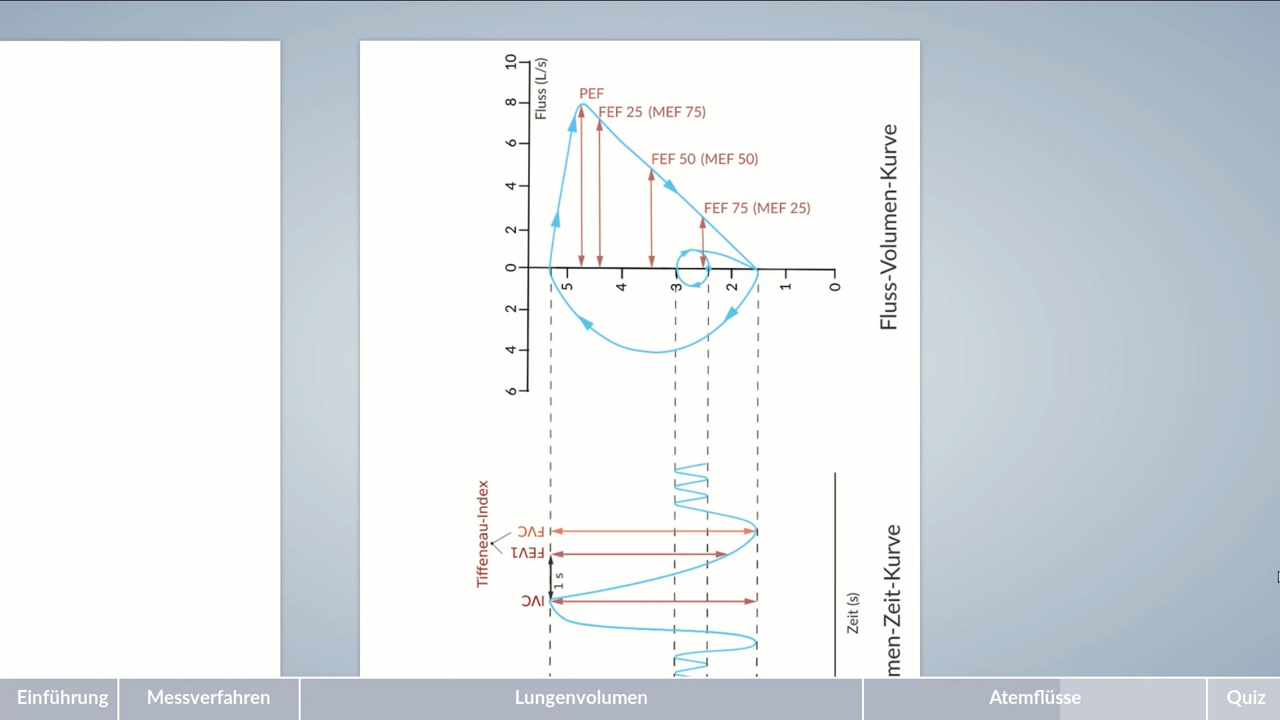 10
8
6
4
2
0
2
4
6
Fluss (L/s)
PEF
FEF 25 (MEF 75)
FEF 50 (MEF 50)
FEF 75 (MEF 25)
5
4
3
2
1
0
Fluss-Volumen-Kurve
Tiffeneau-Index
FVC
FEV1
1 s
IVC
Zeit (s)
men-Zeit-Kurve
Einführung
Messverfahren
Lungenvolumen
Atemflüsse
Quiz